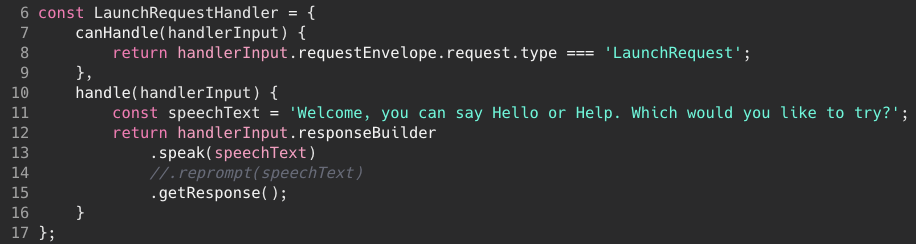 6 const LaunchRequestHandler = {
7     canHandle(handlerInput) {
8         return handlerInput.requestEnvelope.request.type === 'LaunchRequest';
9     },
10     handle(handlerInput) {
11         const speechText = 'Welcome, you can say Hello or Help. Which would you like to try?';
12         return handlerInput.responseBuilder
13             .speak(speechText)
14             //.reprompt(speechText)
15             .getResponse();
16     }
17 };